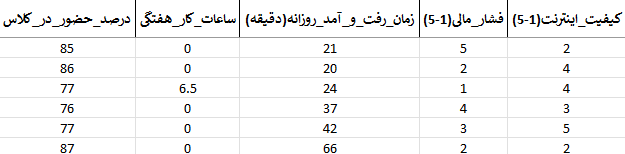 کیفیت_اینترنت(1-5) فشار_مالی(1-5) زمان_رفت_و_آمد_روزانه(دقیقه) ساعات_کار_هفتگی درصد_حضور_در_کلاس
2 5 21 0 85
4 2 20 0 86
4 1 24 6.5 77
3 4 37 0 76
5 3 42 0 77
2 2 66 0 87